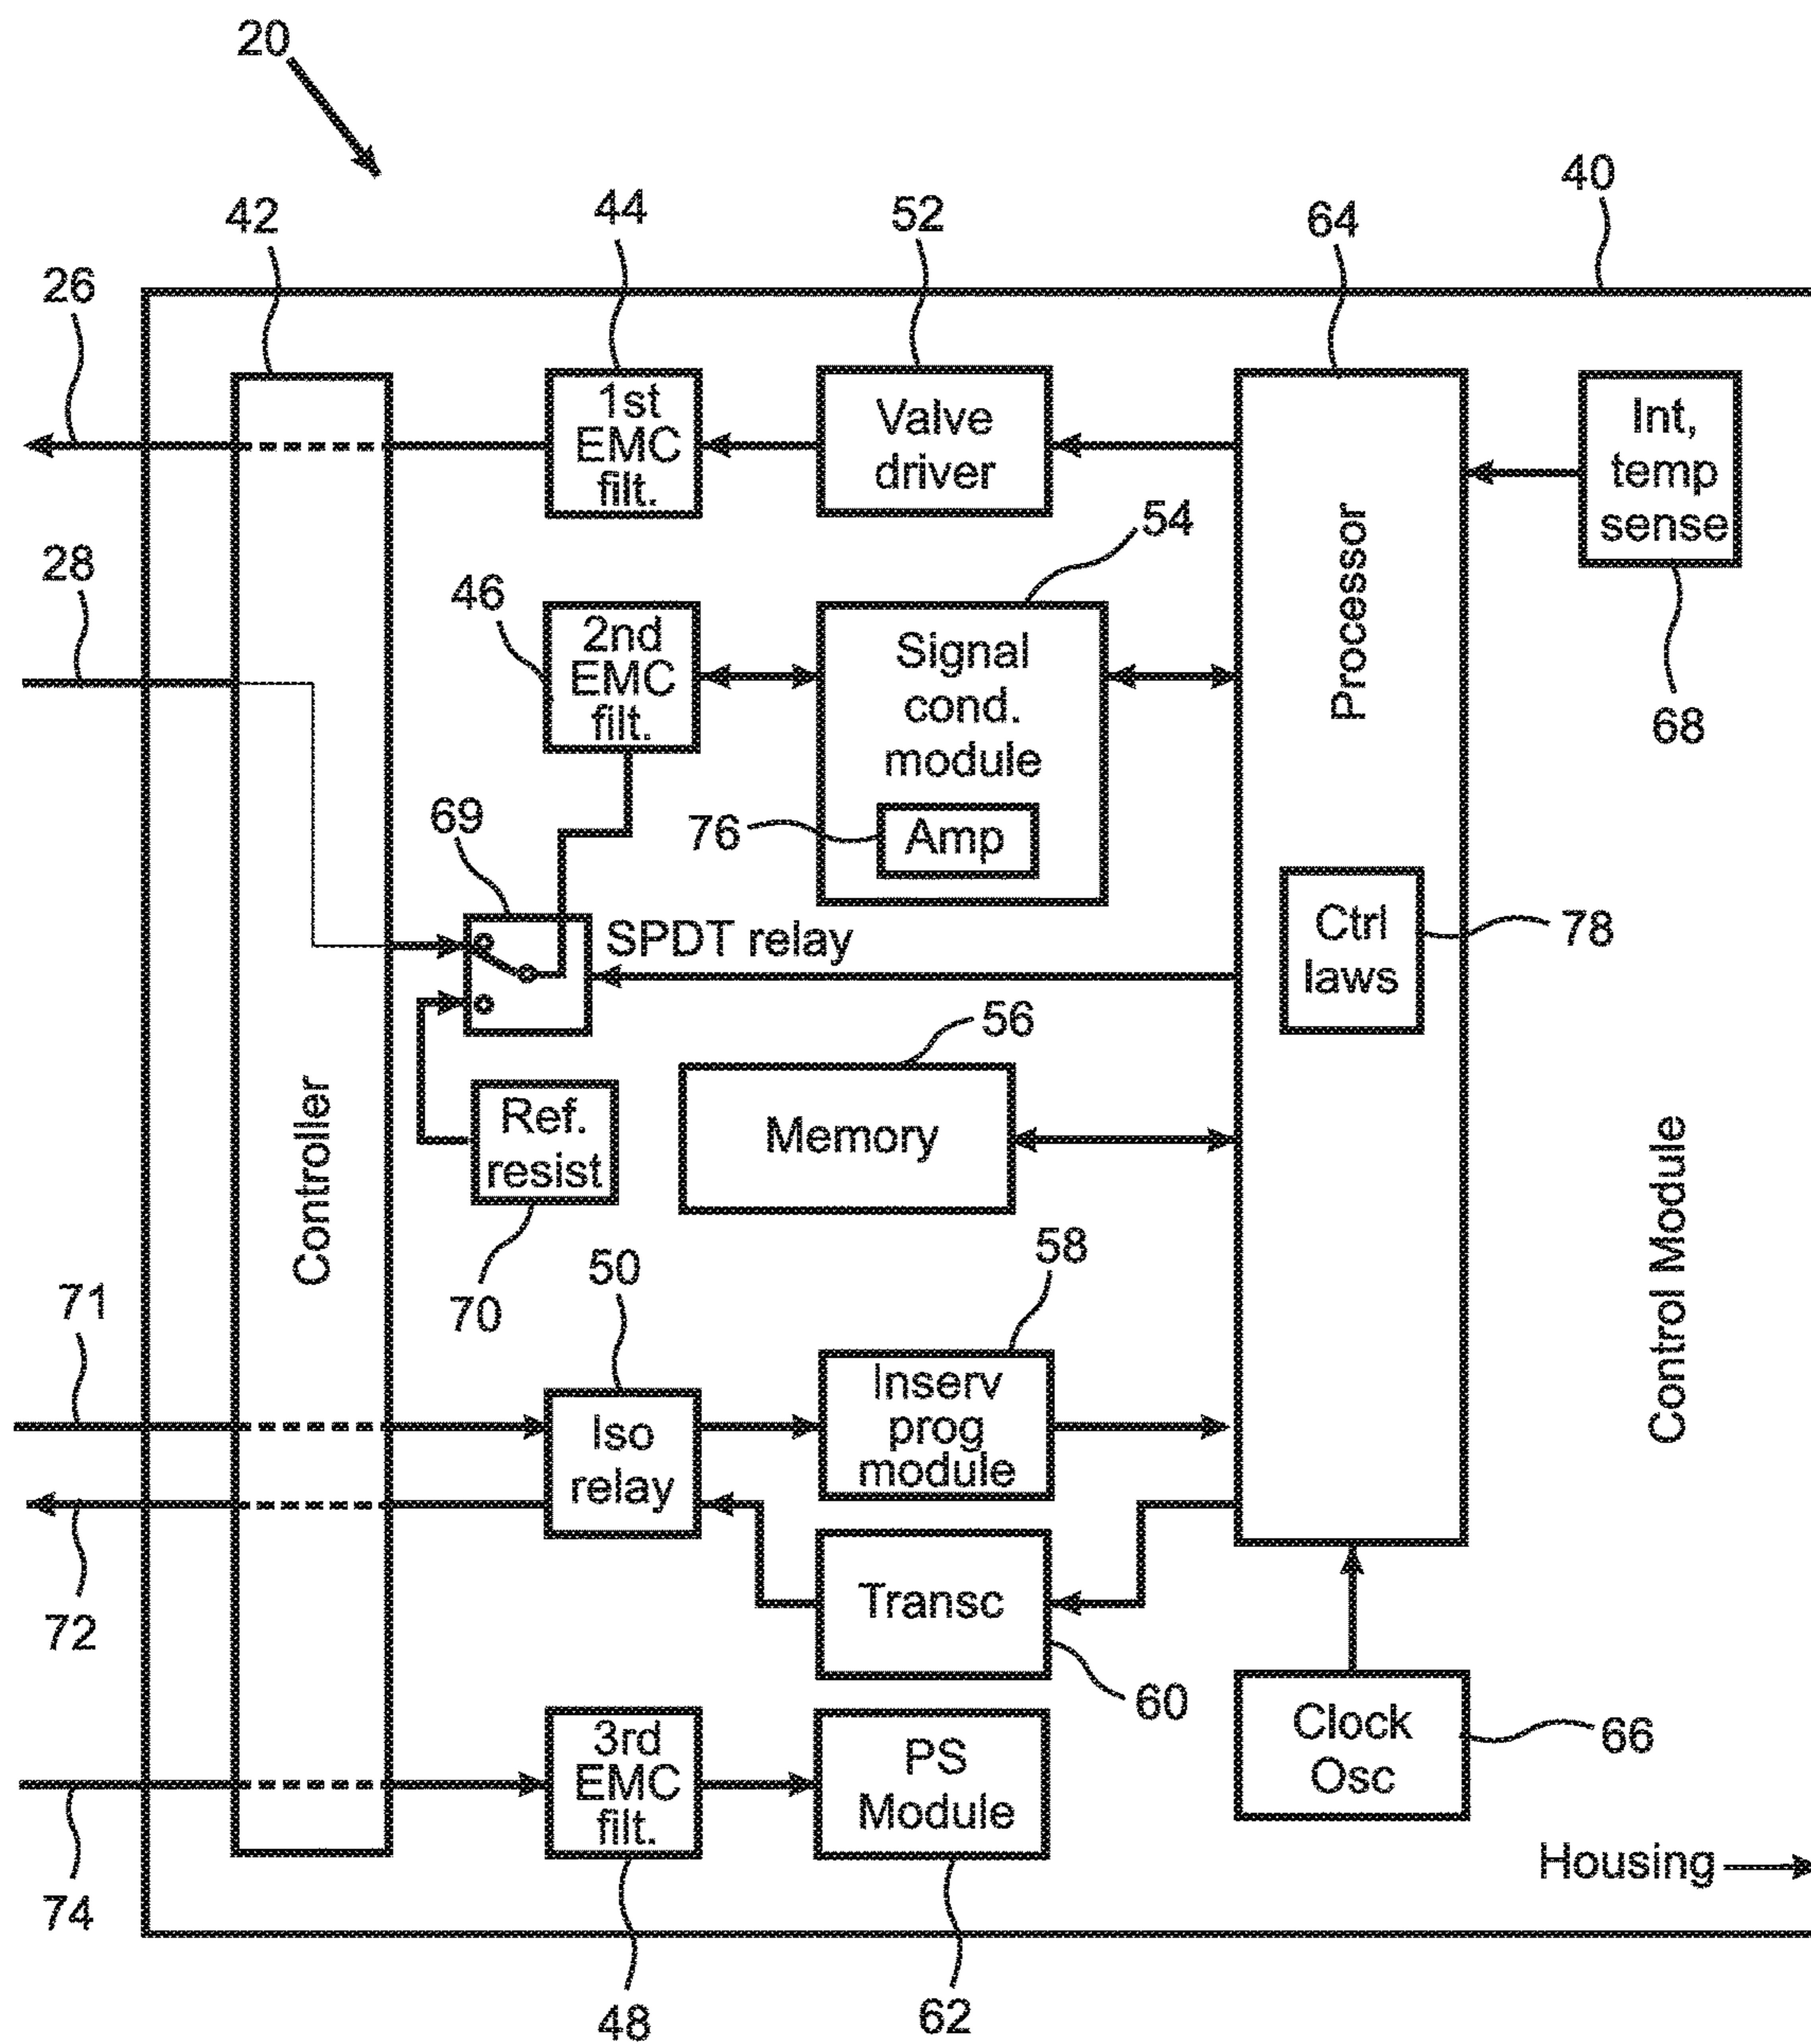 20
42
44
52
64
40
26
1st
EMC
filt.
Valve
driver
Int,
temp
sense
28
46
2nd
EMC
filt.
54
Signal
cond.
module
76
Amp
Processor
68
69
SPDT relay
Ctrl
laws
78
56
Memory
Controller
Ref.
resist
70
50
58
71
Iso
relay
Inserv
prog
module
Control Module
72
Transc
60
Clock
Osc
66
74
3rd
EMC
filt.
PS
Module
Housing
48
62